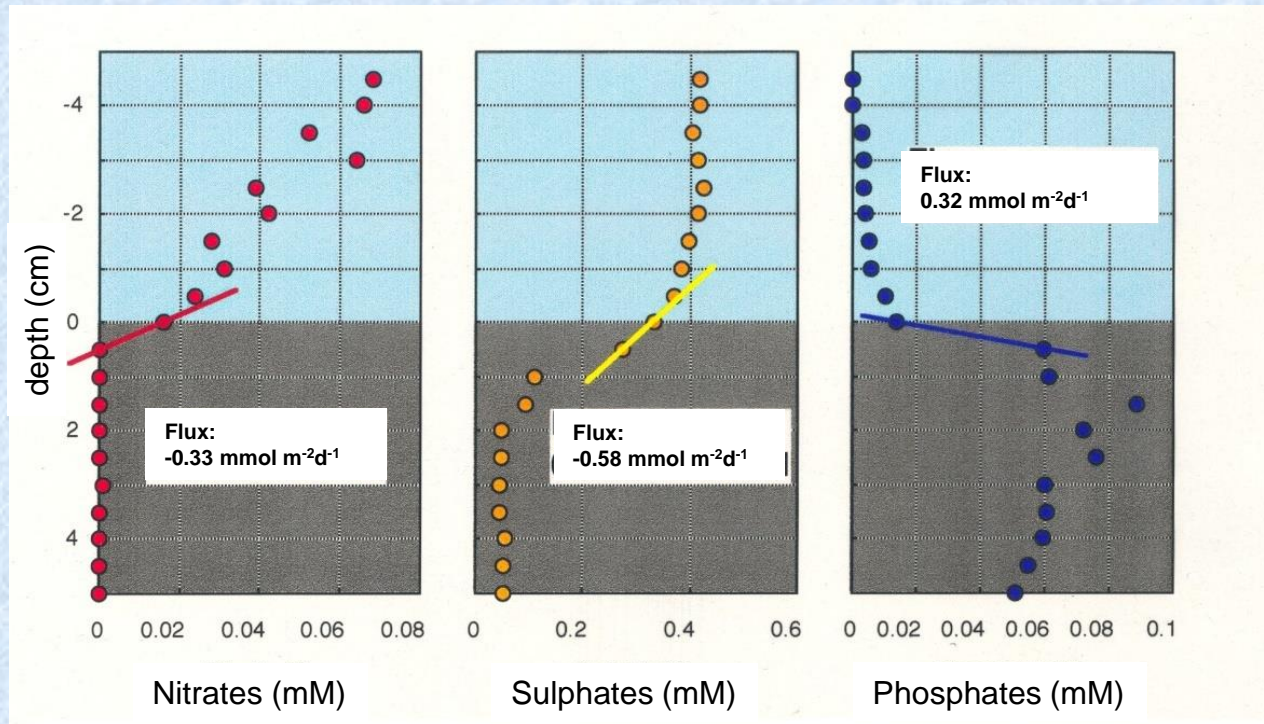 -4
-2
0
2
4
depth (cm)
Flux:
-0.33 mmol m-2d-1
Flux:
-0.58 mmol m-2d-1
Flux:
0.32 mmol m-2d-1
0 0.02 0.04 0.06 0.08
0 0.2 0.4 0.6
0 0.02 0.04 0.06 0.08 0.1
Nitrates (mM)
Sulphates (mM)
Phosphates (mM)